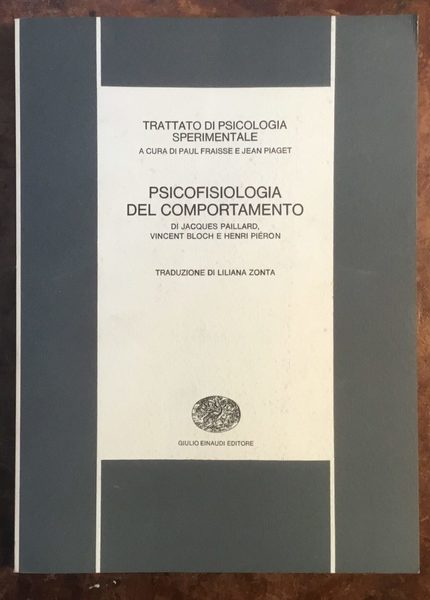 TRATTATO DI PSICOLOGIA
SPERIMENTALE
A CURA DI PAUL FRAISSE E JEAN PIAGET
PSICOFISIOLOGIA
DEL COMPORTAMENTO
DI JACQUES PAILLARD,
VINCENT BLOCH E HENRI PIÉRON
TRADUZIONE DI LILIANA ZONTA
GIULIO EINAUDI EDITORE